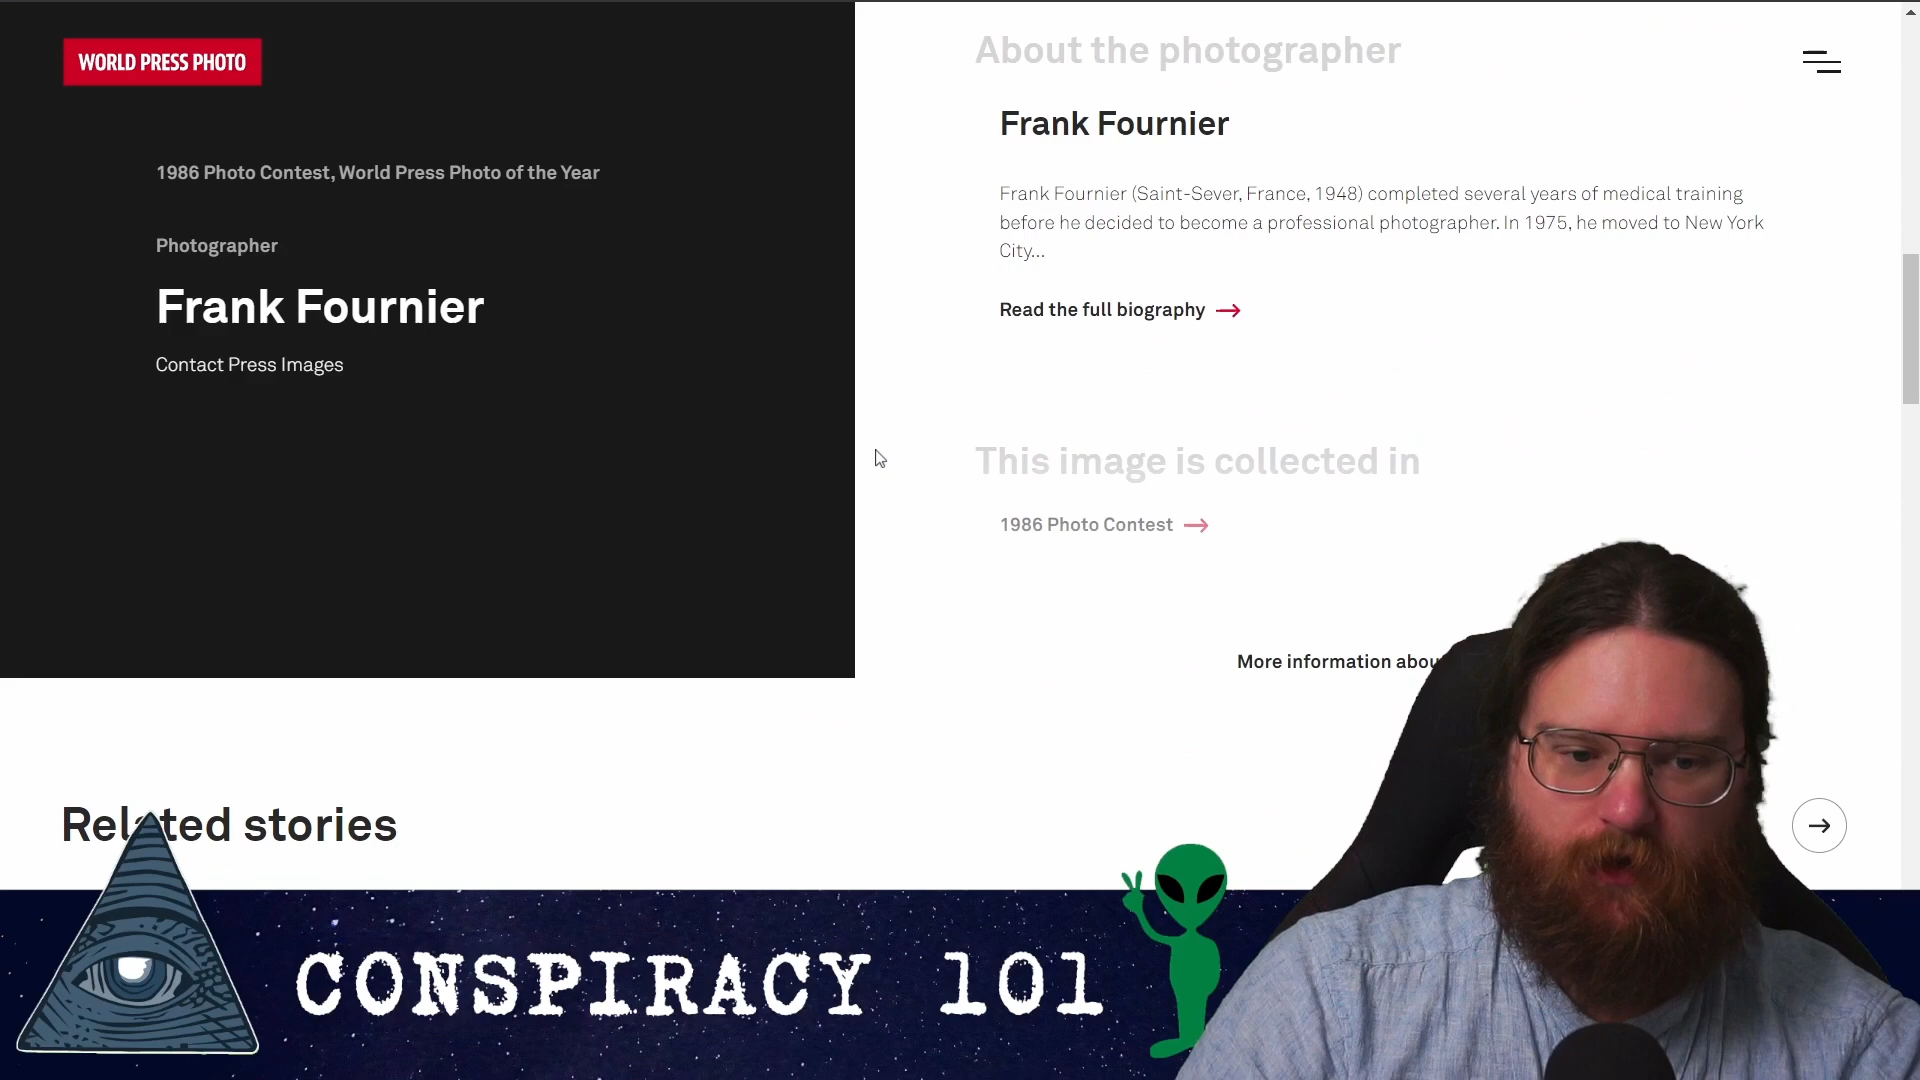 WORLD PRESS PHOTO
1986 Photo Contest, World Press Photo of the Year
Photographer
Frank Fournier
Contact Press Images
About the photographer
Frank Fournier
Frank Fournier (Saint-Sever, France, 1948) completed several years of medical training
before he decided to become a professional photographer. In 1975, he moved to New York
City...
Read the full biography
This image is collected in
1986 Photo Contest
More information abou
Related stories
CONSPIRACY 101